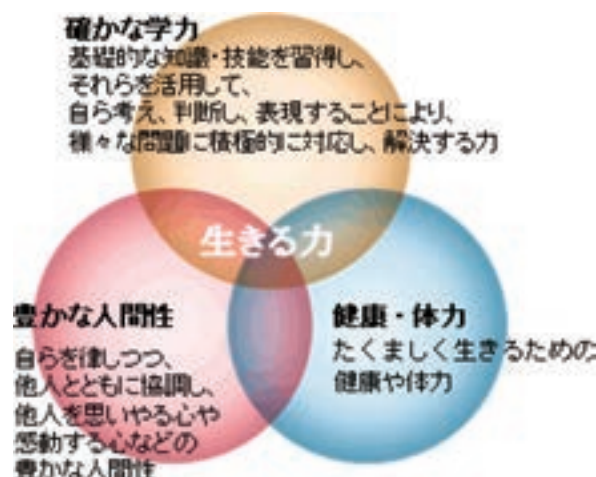 確かな学力
基礎的な知識・技能を習得し、
それらを活用して、
自ら考え、判断し、表現することにより、
様々な問題に積極的に対応し、解決する力
生きる力
豊かな人間性
自らを律しつつ、
他人とともに協調し、
他人を思いやる心や
感動する心などの
豊かな人間性
健康・体力
たくましく生きるための
健康や体力